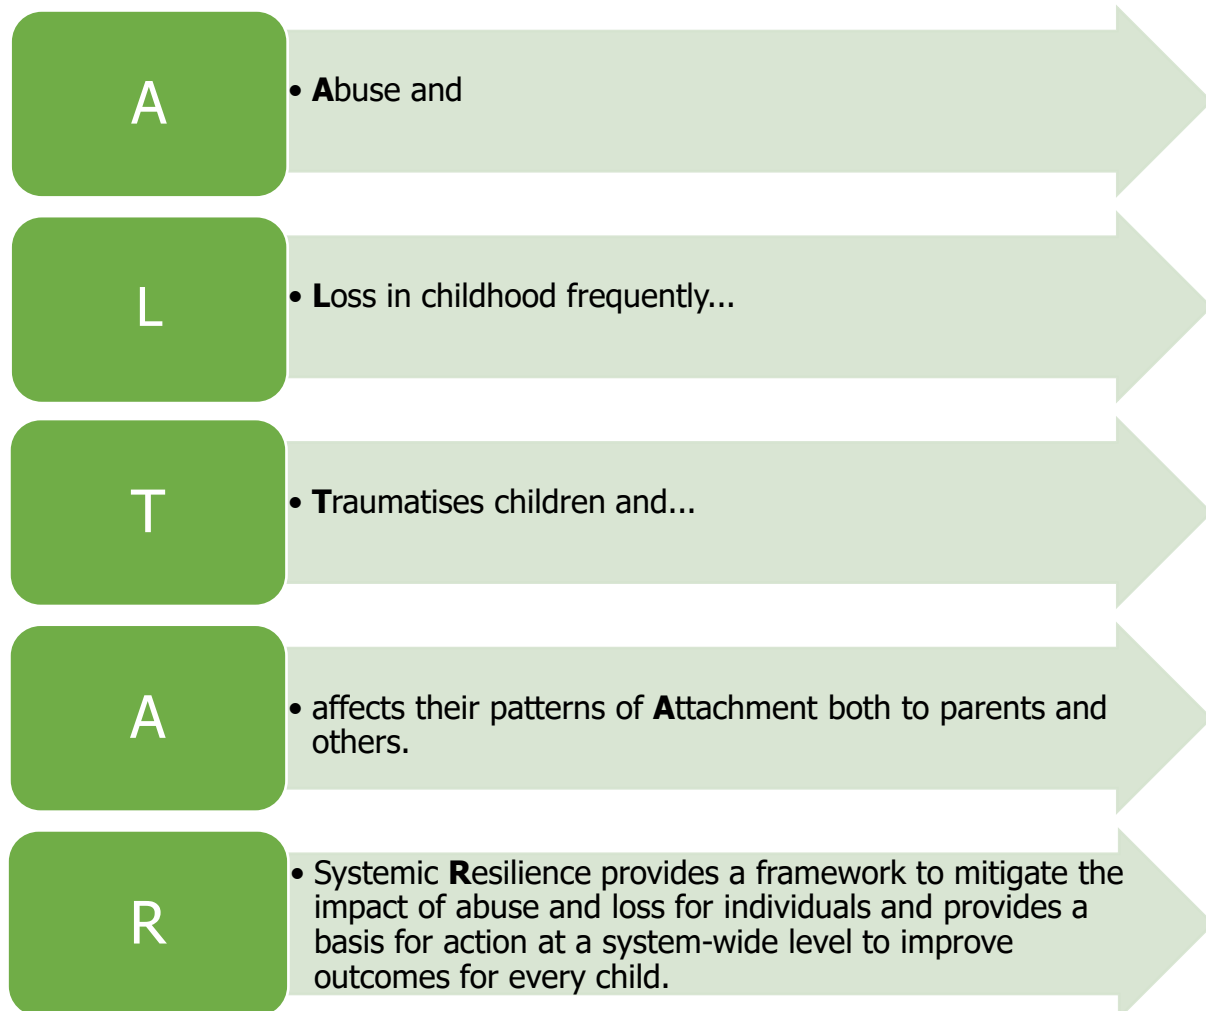 A
• Abuse and
L
• Loss in childhood frequently...
T
• Traumatises children and...
A
• affects their patterns of Attachment both to parents and
others.
R
• Systemic Resilience provides a framework to mitigate the
impact of abuse and loss for individuals and provides a
basis for action at a system-wide level to improve
outcomes for every child.